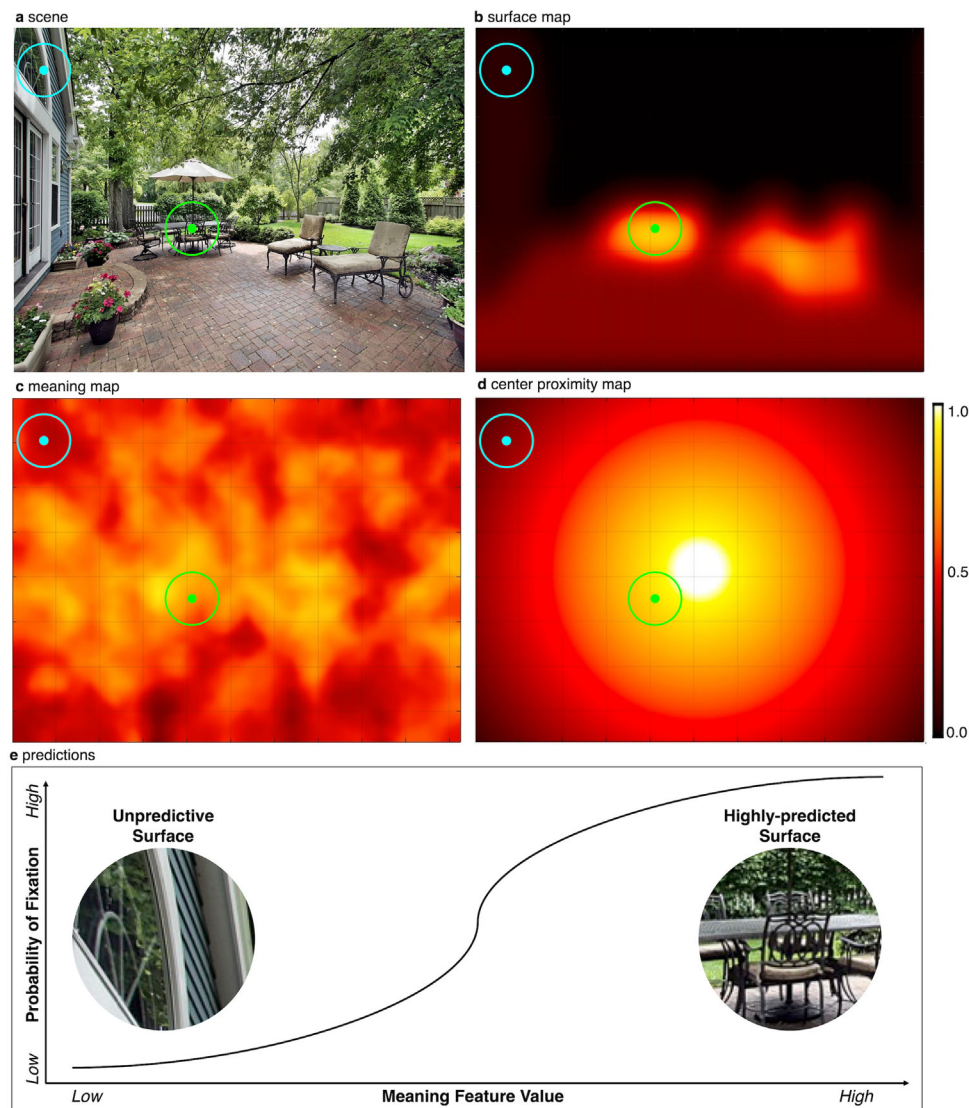 a scene
b surface map
c meaning map
d center proximity map
1.0
0.5
0.0
e predictions
High
Unpredictive
Surface
Highly-predicted
Surface
Probability of Fixation
Low
Low
Meaning Feature Value
High